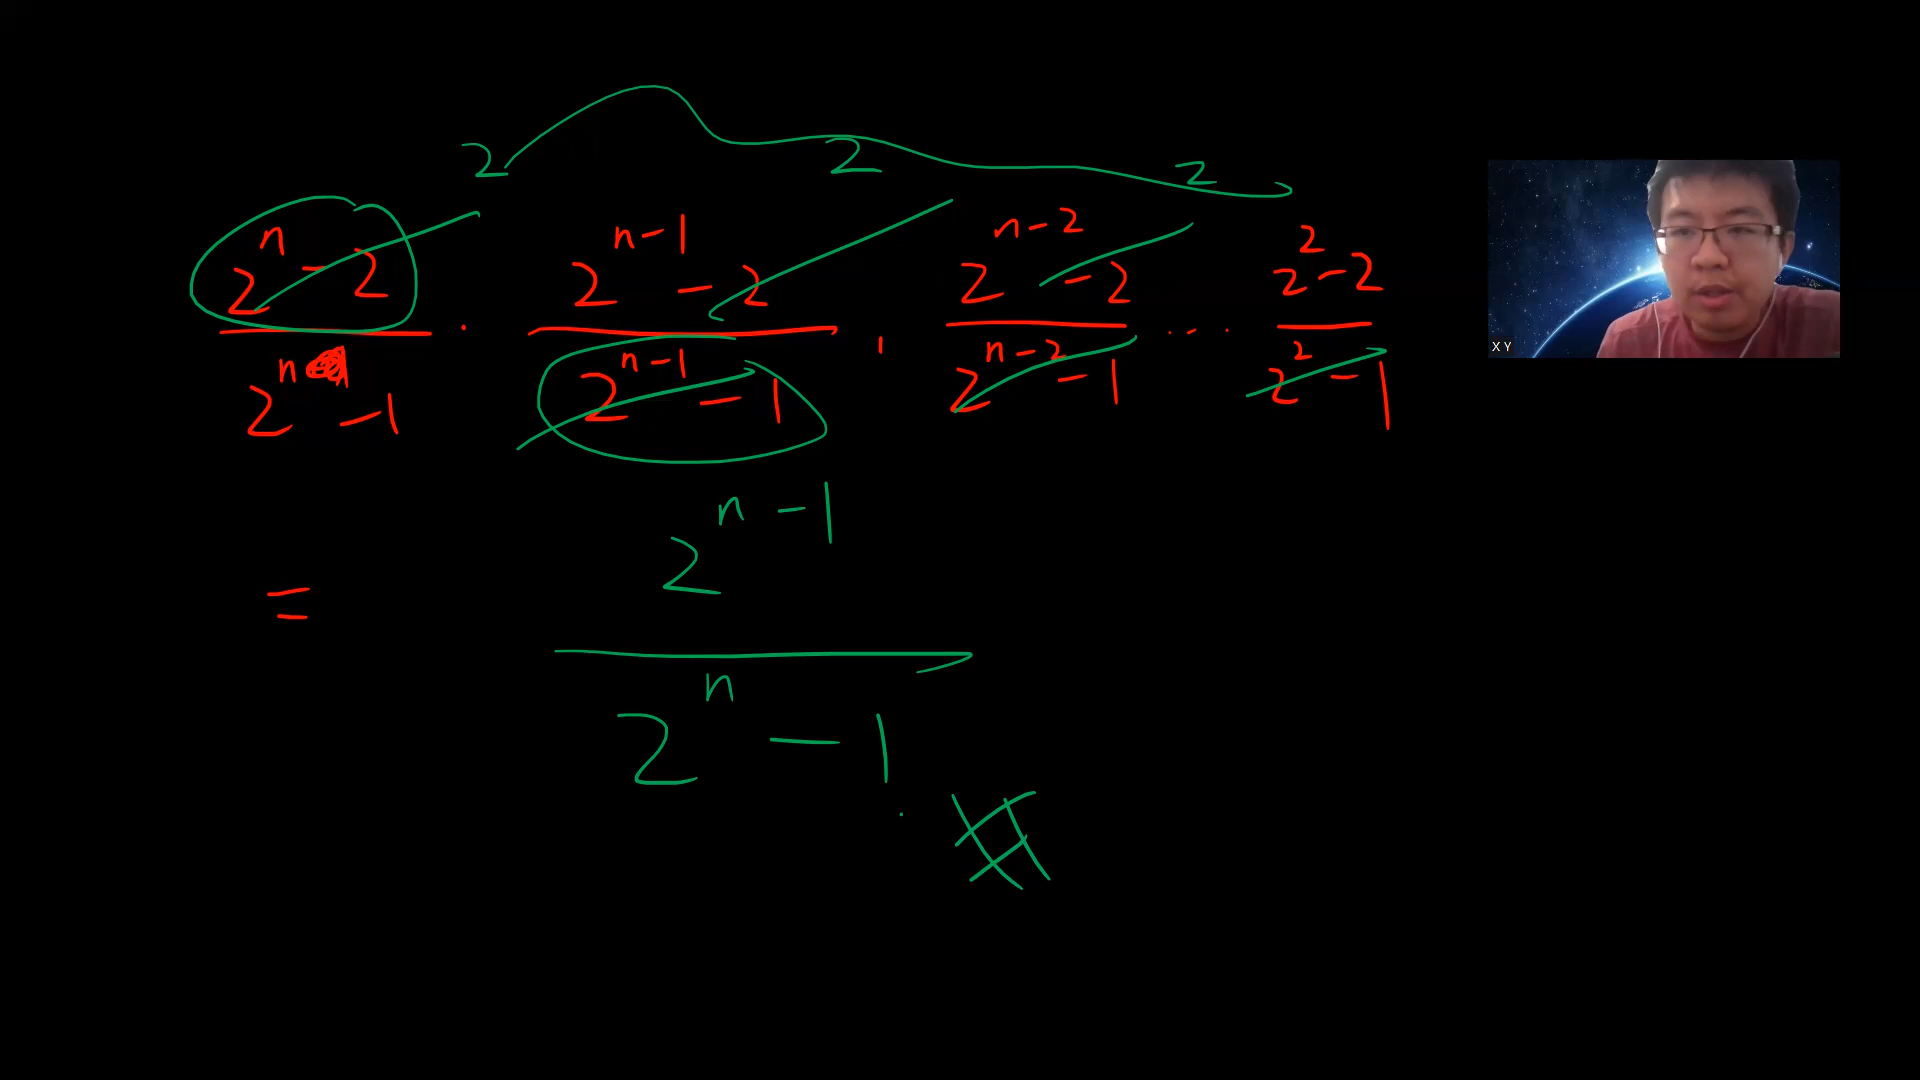 2 2 2
2^n - 2 / 2^n - 1 · 2^{n-1} - 2 / 2^{n-1} - 1 · 2^{n-2} - 2 / 2^{n-2} - 1 .... 2^2 - 2 / 2^2 - 1
= 2^{n-1} / 2^n - 1 . #
X Y